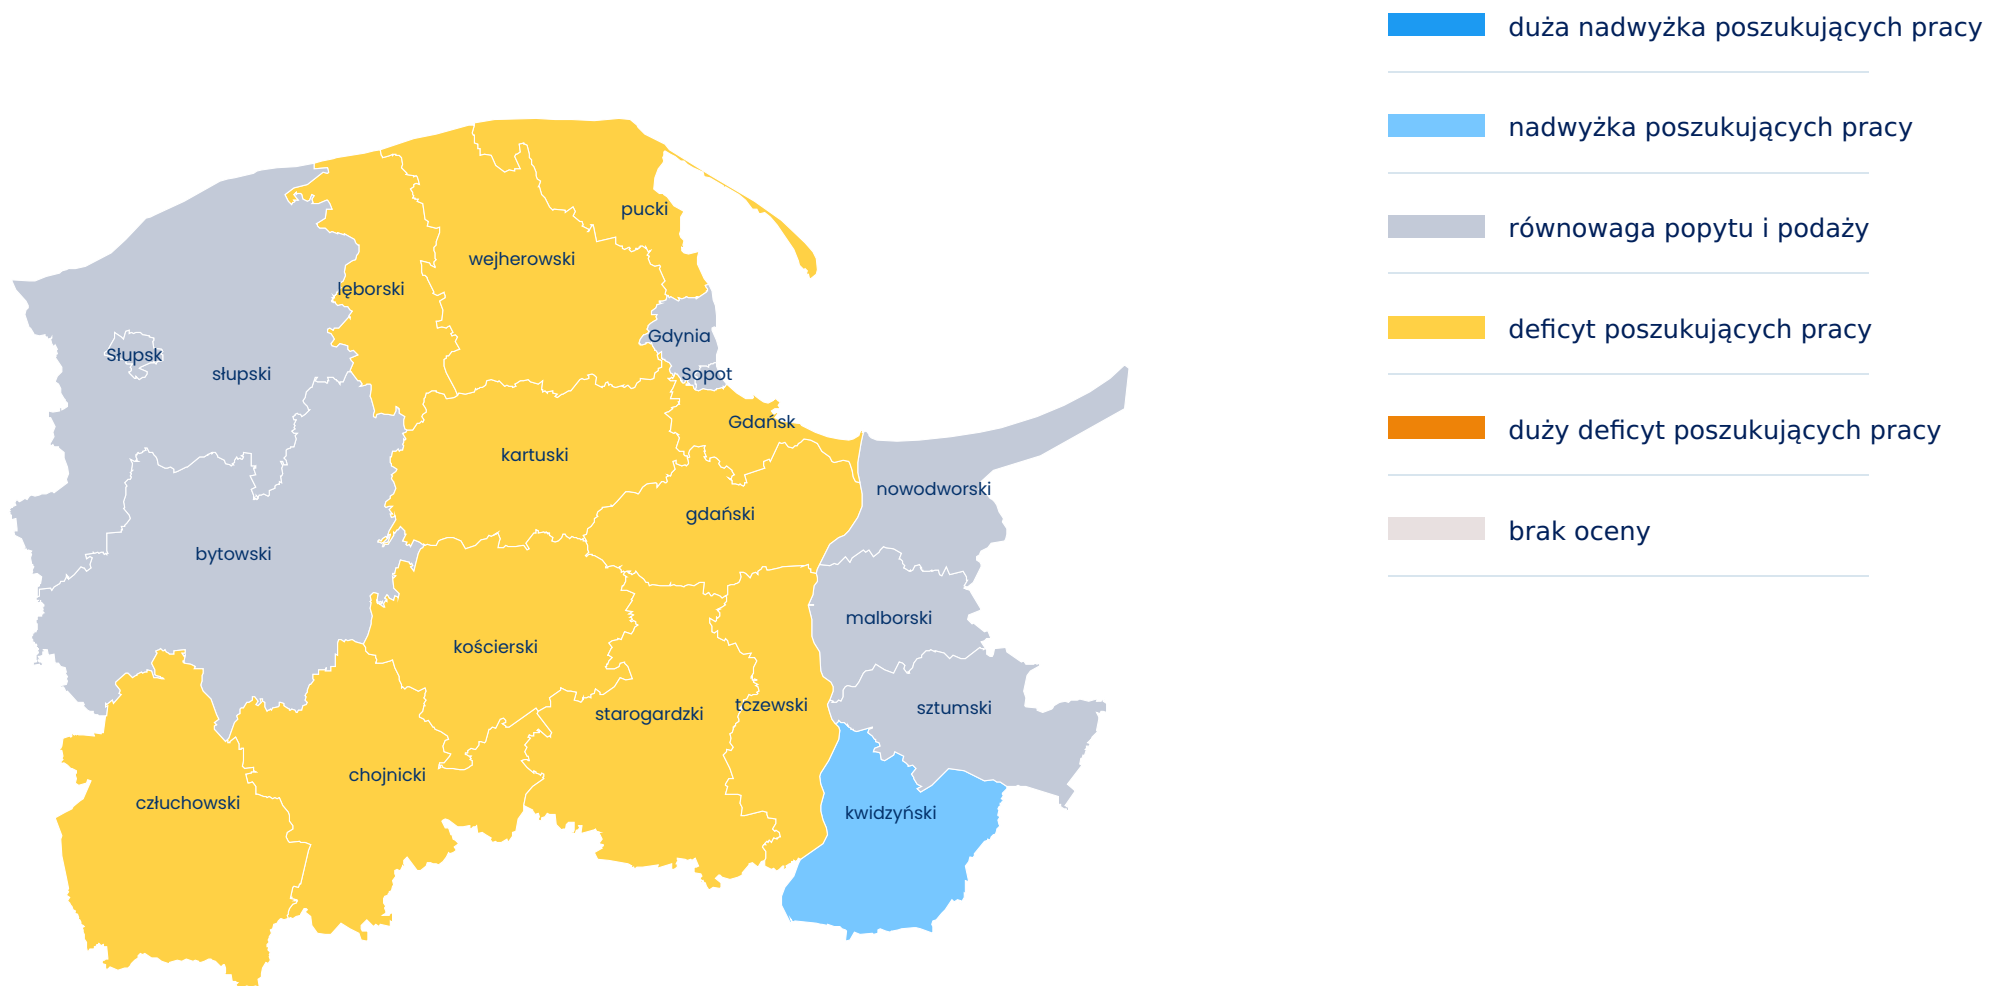 duża nadwyżka poszukujących pracy
nadwyżka poszukujących pracy
równowaga popytu i podaży
deficyt poszukujących pracy
duży deficyt poszukujących pracy
brak oceny
pucki
wejherowski
lęborski
Gdynia
Słupsk
słupski
Sopot
Gdańsk
kartuski
nowodworski
gdański
bytowski
malborski
kościerski
tczewski
sztumski
starogardzki
chojnicki
człuchowski
kwidzyński